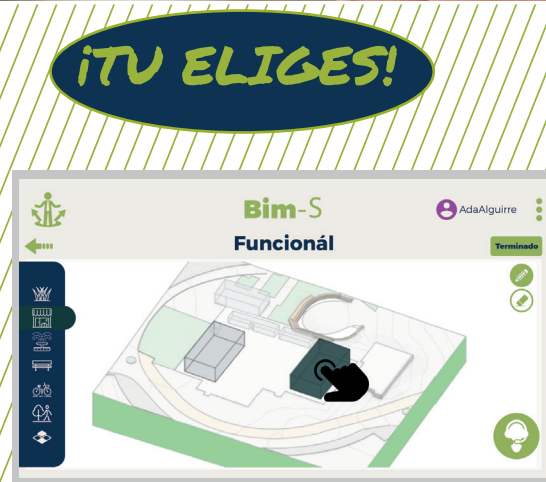 ¡TU ELIGES!
Bim-S
AdaAlguirre
Funcionál
Terminado